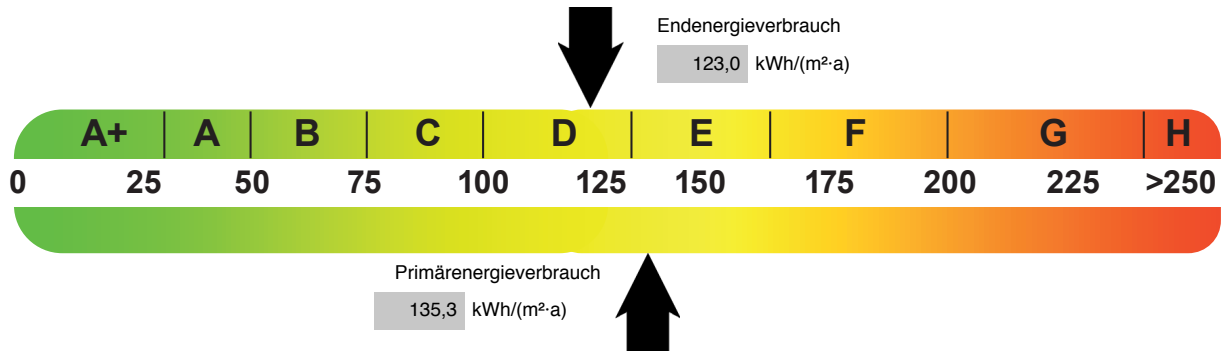 Endenergieverbrauch
123,0 kWh/(m²·a)
A+ A B C D E F G H
0 25 50 75 100 125 150 175 200 225 >250
Primärenergieverbrauch
135,3 kWh/(m²·a)